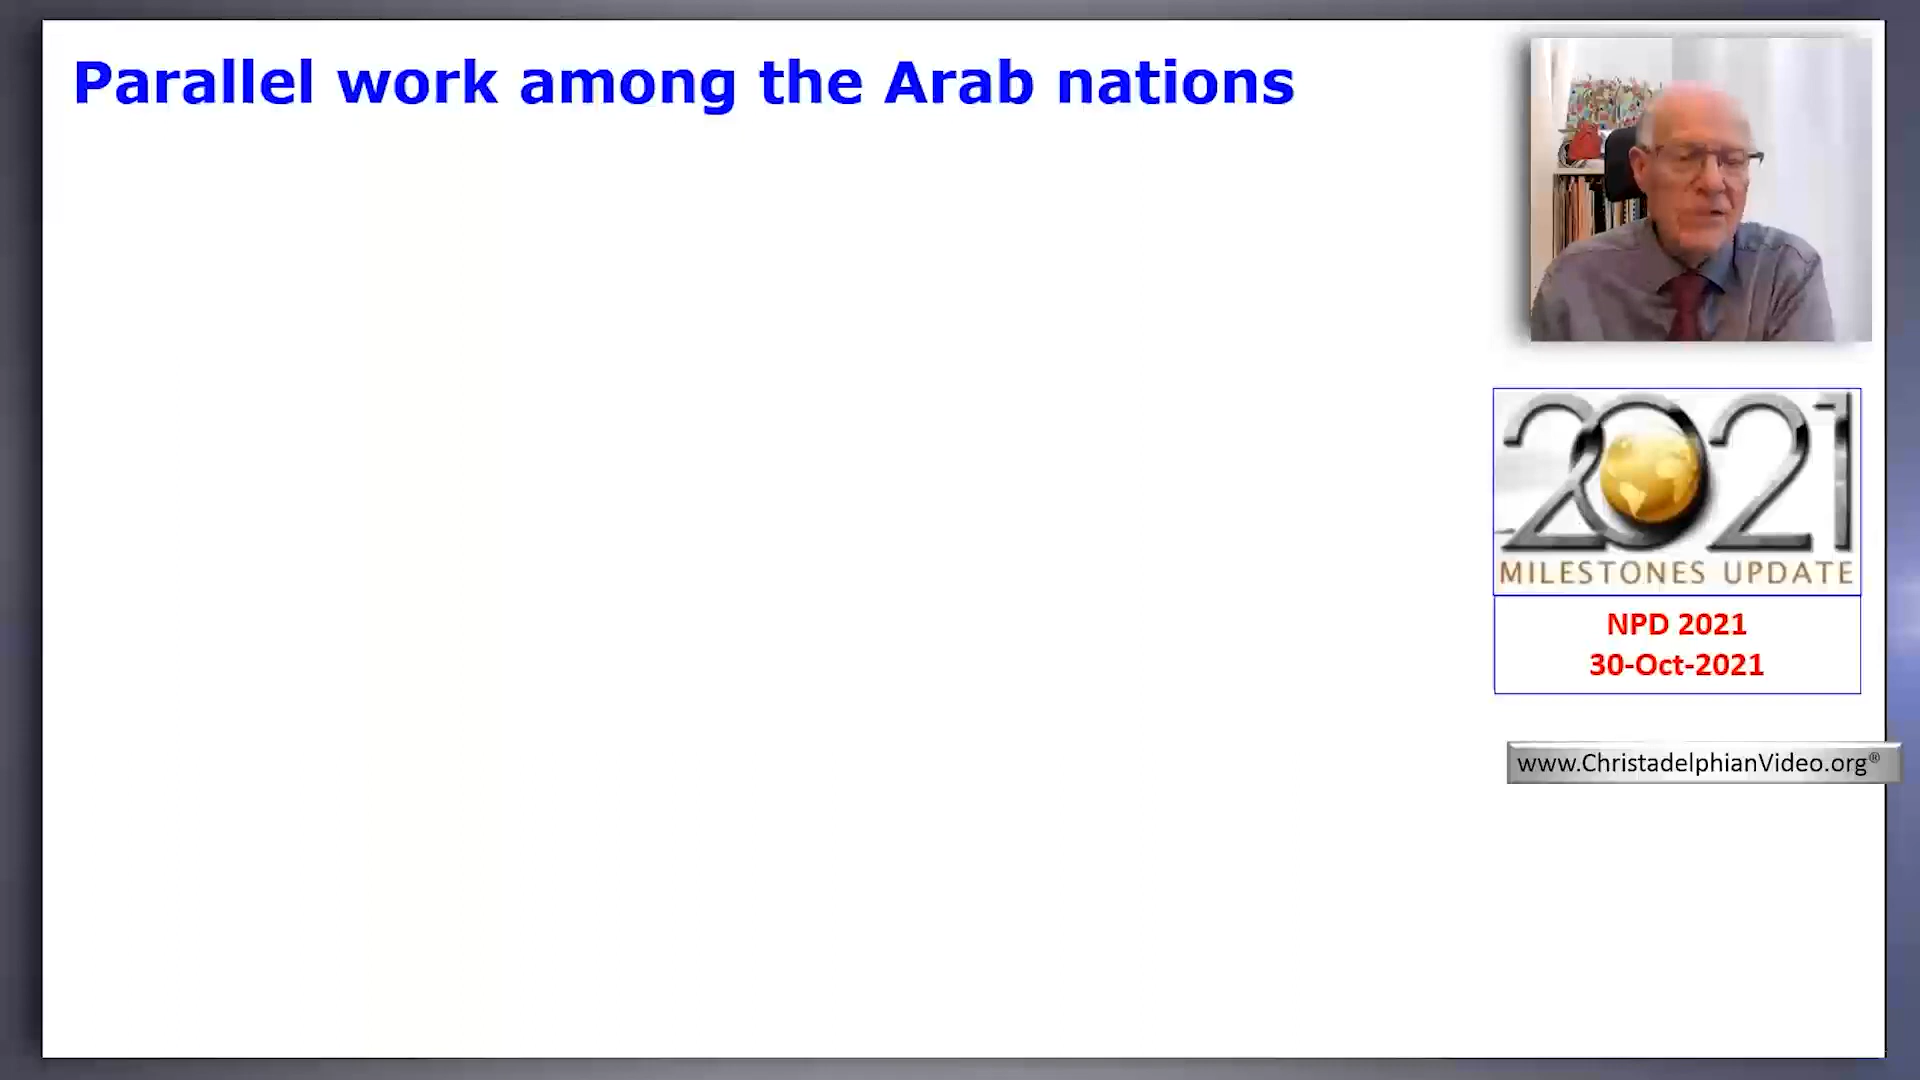 Parallel work among the Arab nations
2021
MILESTONES UPDATE
NPD 2021
30-Oct-2021
www.ChristadelphianVideo.org®